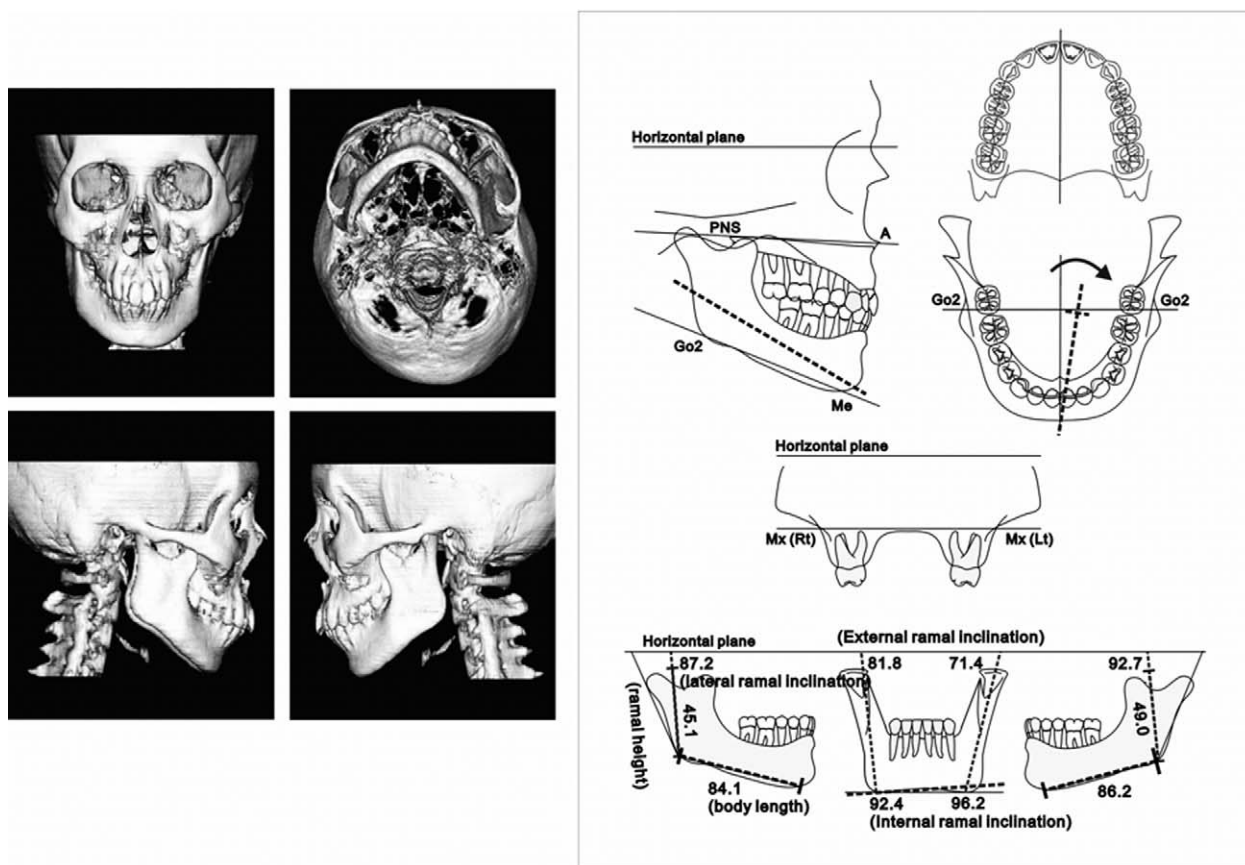 Horizontal plane
PNS
A
Go2
Me
Go2
Go2
Horizontal plane
Mx (Rt)
Mx (Lt)
(External ramal inclination)
Horizontal plane
87.2
81.8
71.4
92.7
(lateral ramal inclination)
(ramal height)
45.1
49.0
84.1
(body length)
92.4
96.2
86.2
(Internal ramal inclination)